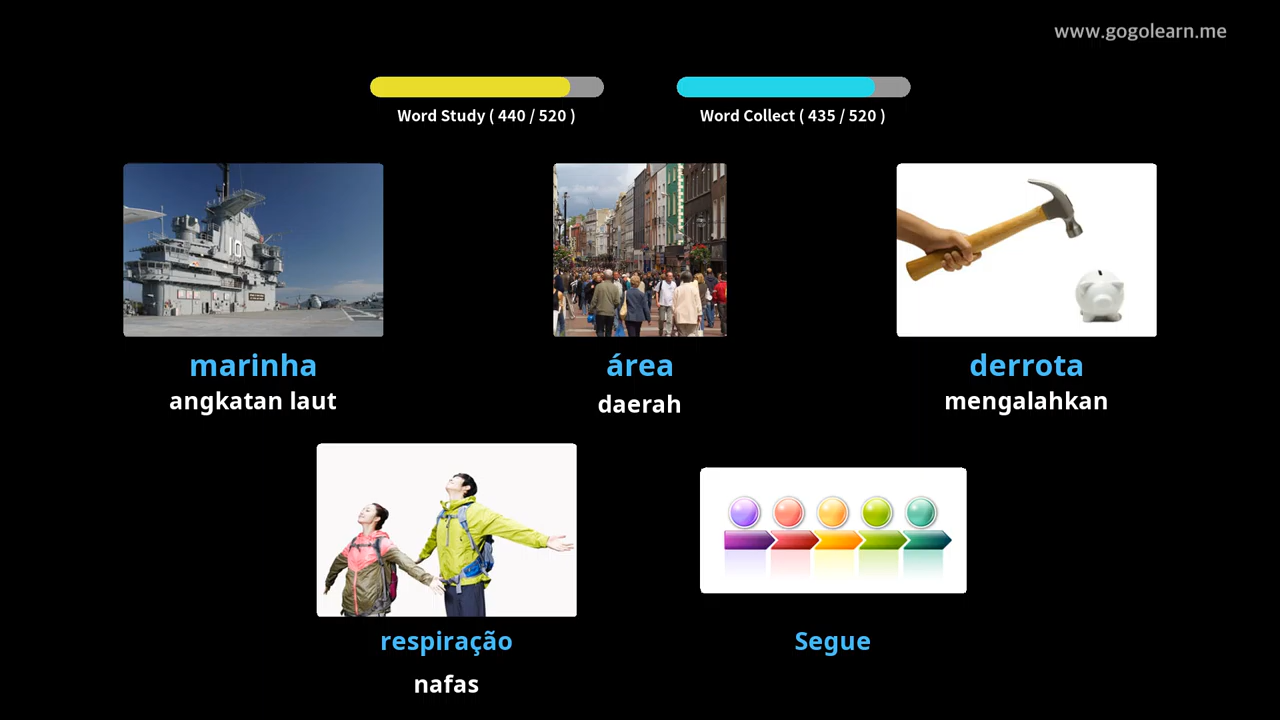 www.gogolearn.me
Word Study ( 440 / 520 )
Word Collect ( 435 / 520 )
marinha
angkatan laut
área
daerah
derrota
mengalahkan
respiração
nafas
Segue